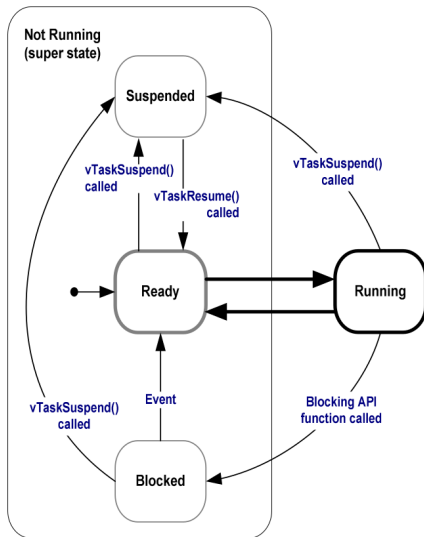 Not Running
(super state)
Suspended
vTaskSuspend()
called
vTaskResume()
called
vTaskSuspend()
called
Ready
Running
vTaskSuspend()
called
Event
Blocking API
function called
Blocked